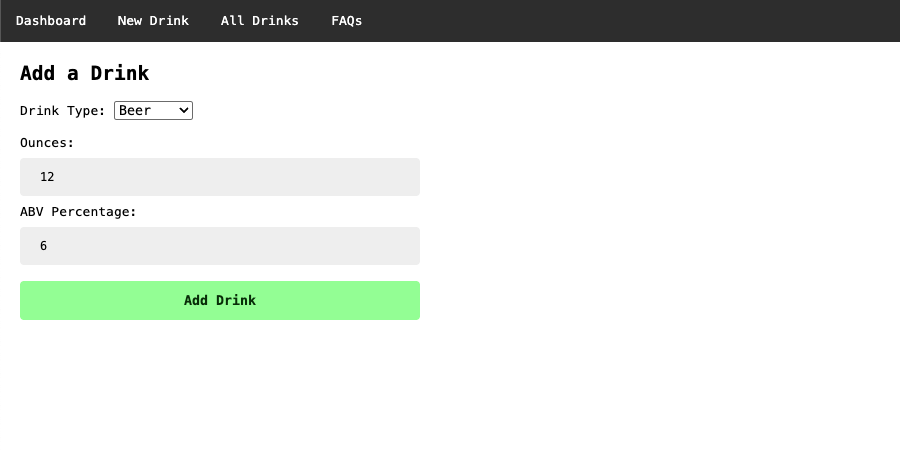 Dashboard New Drink All Drinks FAQs
Add a Drink
Drink Type: Beer
Ounces:
12
ABV Percentage:
6
Add Drink